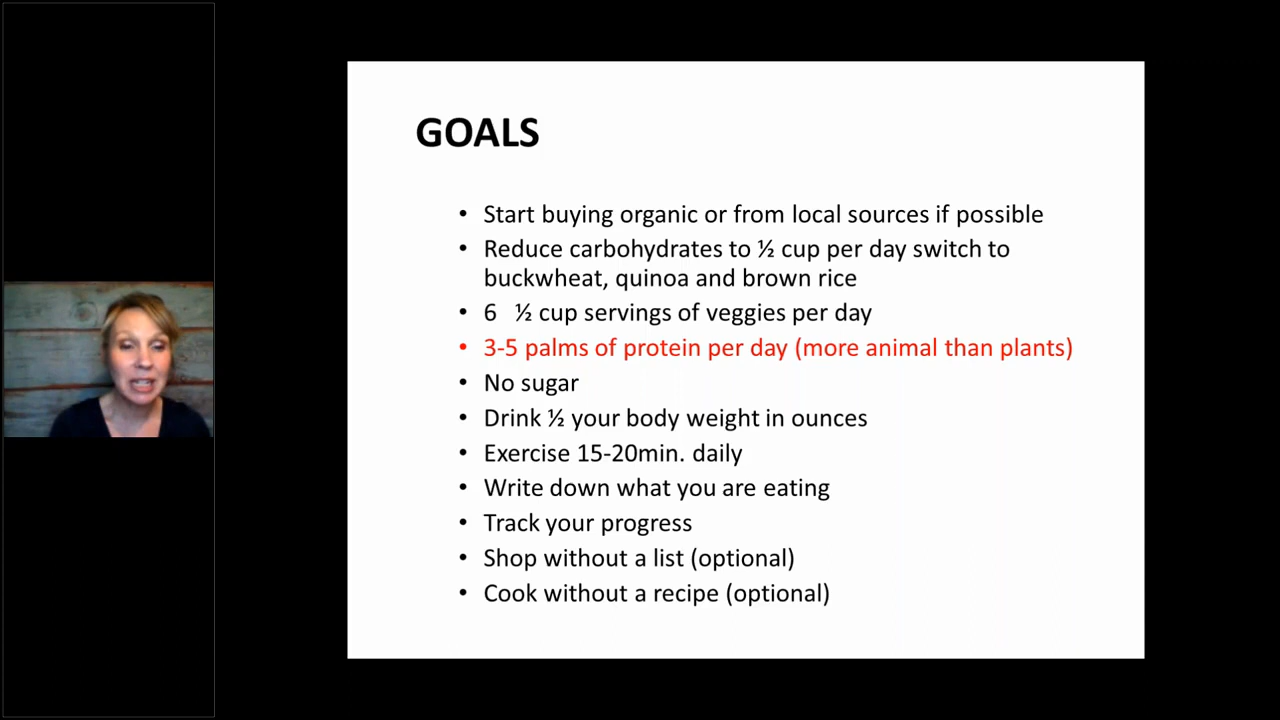 GOALS
• Start buying organic or from local sources if possible
• Reduce carbohydrates to ½ cup per day switch to
buckwheat, quinoa and brown rice
• 6   ½ cup servings of veggies per day
• 3-5 palms of protein per day (more animal than plants)
• No sugar
• Drink ½ your body weight in ounces
• Exercise 15-20min. daily
• Write down what you are eating
• Track your progress
• Shop without a list (optional)
• Cook without a recipe (optional)